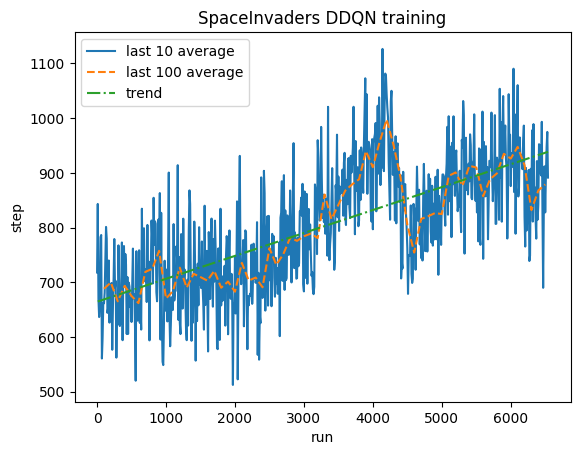 SpaceInvaders DDQN training
last 10 average
last 100 average
trend
1100
1000
900
800
700
600
500
step
0 1000 2000 3000 4000 5000 6000
run